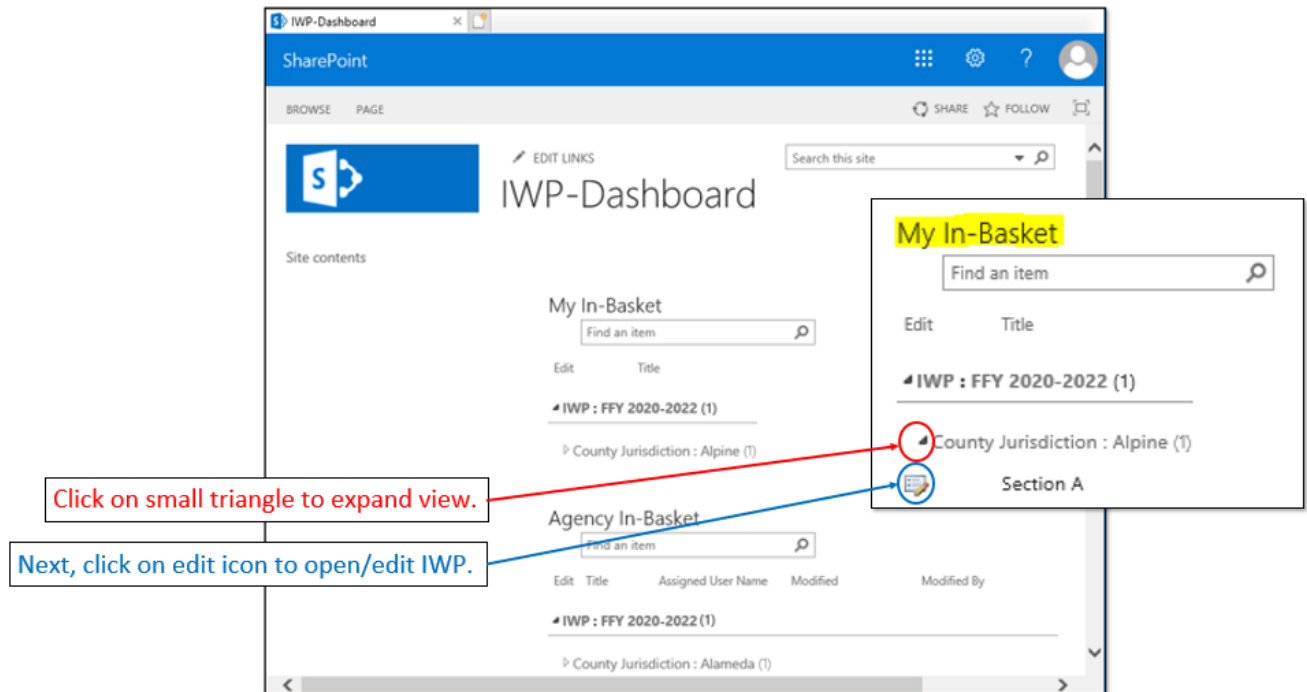 IWP-Dashboard
SharePoint
?
BROWSE PAGE
SHARE FOLLOW
S
EDIT LINKS
Search this site
IWP-Dashboard
Site contents
My In-Basket
Find an item
Edit Title
IWP : FFY 2020-2022 (1)
County Jurisdiction : Alpine (1)
Agency In-Basket
Find an item
Edit Title Assigned User Name Modified Modified By
IWP : FFY 2020-2022 (1)
County Jurisdiction : Alameda (1)
My In-Basket
Find an item
Edit Title
IWP : FFY 2020-2022 (1)
County Jurisdiction : Alpine (1)
Section A
Click on small triangle to expand view.
Next, click on edit icon to open/edit IWP.